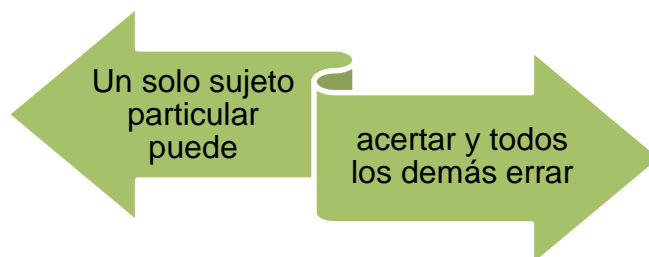 Un solo sujeto
particular
puede
acertar y todos
los demás errar